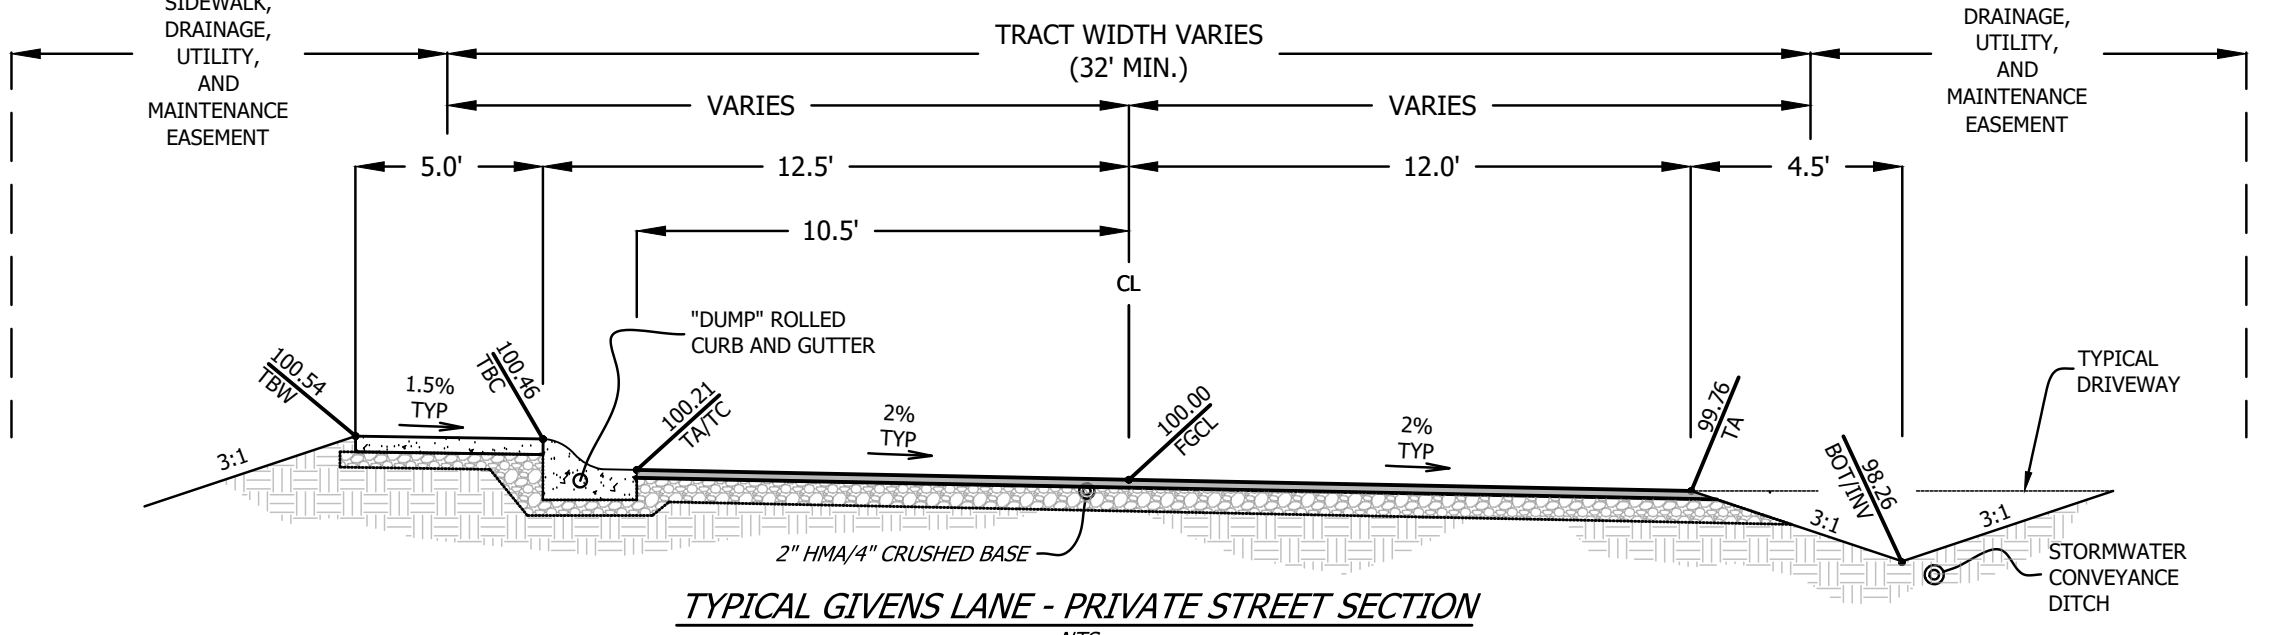 SIDEWALK,
DRAINAGE,
UTILITY,
AND
MAINTENANCE
EASEMENT
TRACT WIDTH VARIES
(32' MIN.)
DRAINAGE,
UTILITY,
AND
MAINTENANCE
EASEMENT
VARIES
VARIES
5.0'
12.5'
12.0'
4.5'
10.5'
CL
"DUMP" ROLLED
CURB AND GUTTER
100.54
TBW
1.5%
TYP
100.46
TBC
100.21
TA/TC
2%
TYP
100.00
FGCL
2%
TYP
99.76
TA
98.26
BOT/INV
TYPICAL
DRIVEWAY
3:1
3:1
3:1
2" HMA/4" CRUSHED BASE
STORMWATER
CONVEYANCE
DITCH
TYPICAL GIVENS LANE - PRIVATE STREET SECTION
NTS